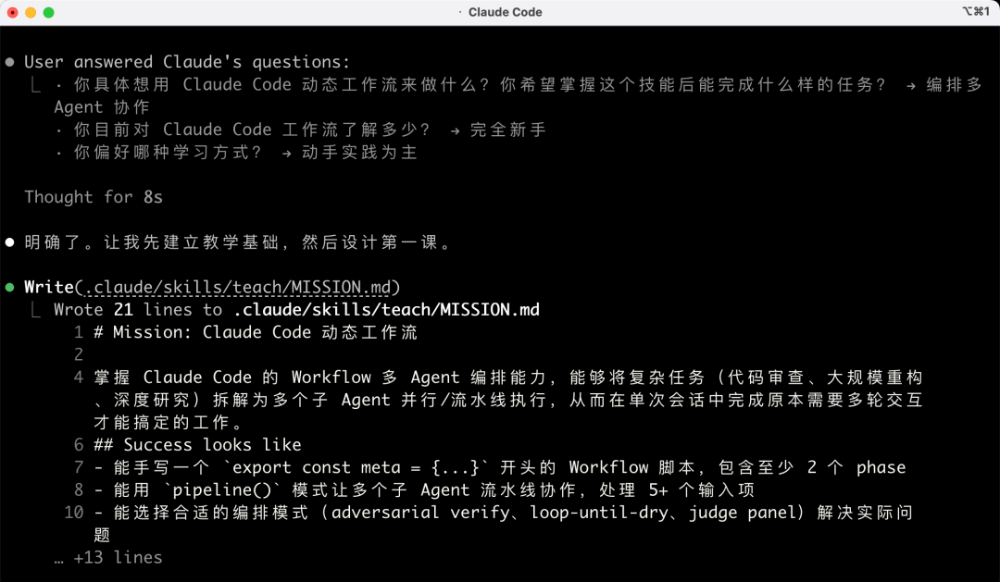 · Claude Code
⌥⌘1
● User answered Claude's questions:
⎿ · 你具体想用 Claude Code 动态工作流来做什么？你希望掌握这个技能后能完成什么样的任务？ → 编排多
Agent 协作
· 你目前对 Claude Code 工作流了解多少？ → 完全新手
· 你偏好哪种学习方式？ → 动手实践为主
Thought for 8s
● 明确了。让我先建立教学基础，然后设计第一课。
● Write(.claude/skills/teach/MISSION.md)
⎿ Wrote 21 lines to .claude/skills/teach/MISSION.md
1 # Mission: Claude Code 动态工作流
2
4 掌握 Claude Code 的 Workflow 多 Agent 编排能力，能够将复杂任务（代码审查、大规模重构
、深度研究）拆解为多个子 Agent 并行/流水线执行，从而在单次会话中完成原本需要多轮交互
才能搞定的工作。
6 ## Success looks like
7 - 能手写一个 `export const meta = {...}` 开头的 Workflow 脚本，包含至少 2 个 phase
8 - 能用 `pipeline()` 模式让多个子 Agent 流水线协作，处理 5+ 个输入项
10 - 能选择合适的编排模式（adversarial verify、loop-until-dry、judge panel）解决实际问
题
… +13 lines